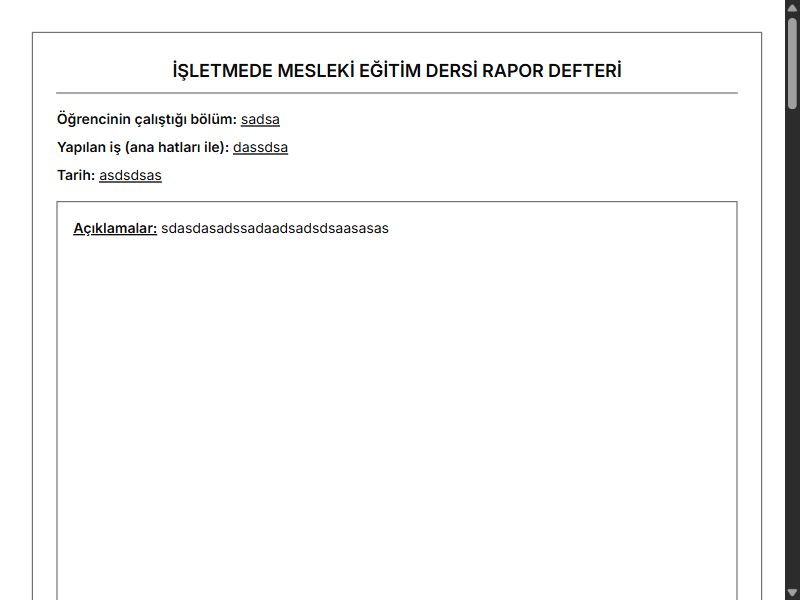 İŞLETMEDE MESLEKİ EĞİTİM DERSİ RAPOR DEFTERİ
Öğrencinin çalıştığı bölüm: sadsa
Yapılan iş (ana hatları ile): dassdsa
Tarih: asdsdsas
Açıklamalar: sdasdasadssadaadsadsdsaasasas